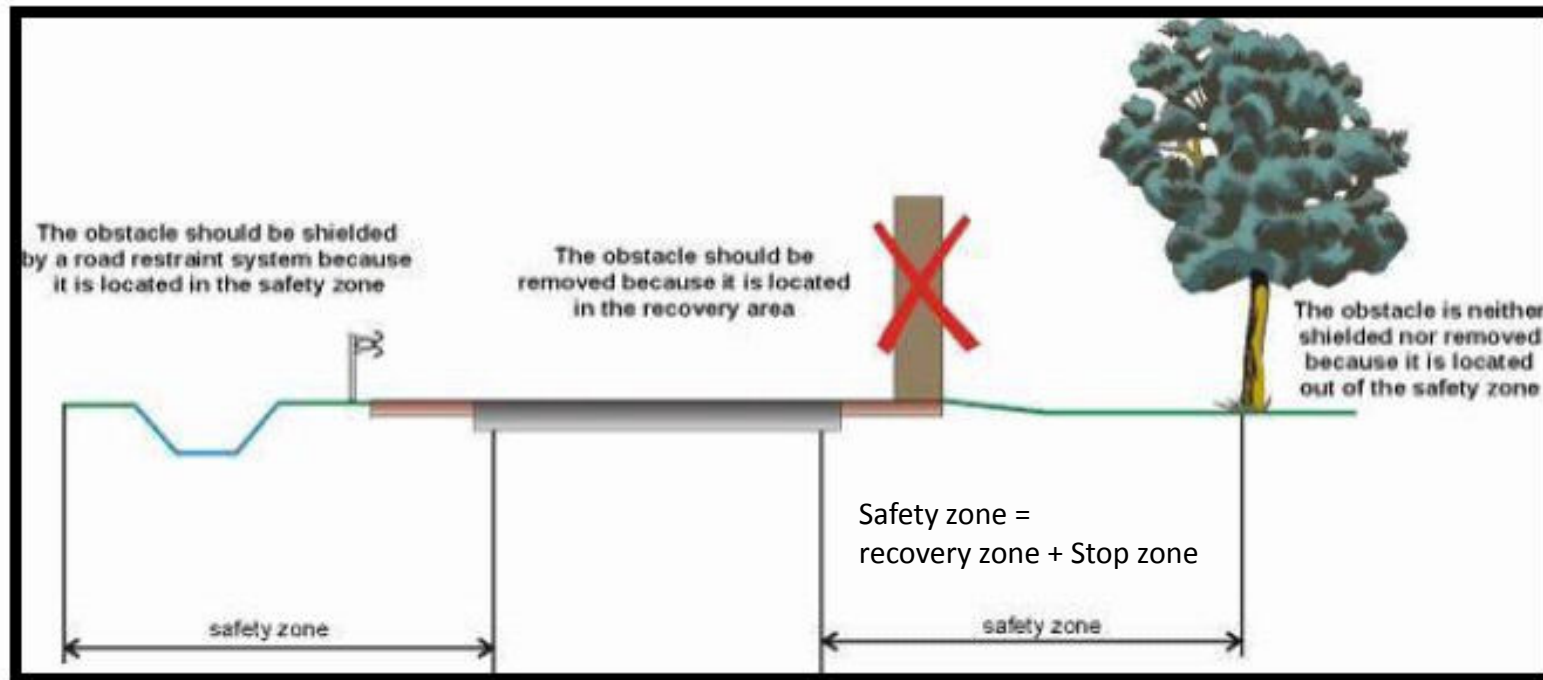 The obstacle should be shielded
by a road restraint system because
it is located in the safety zone
The obstacle should be
removed because it is located
in the recovery area
The obstacle is neither
shielded nor removed
because it is located
out of the safety zone
Safety zone =
recovery zone + Stop zone
safety zone
safety zone